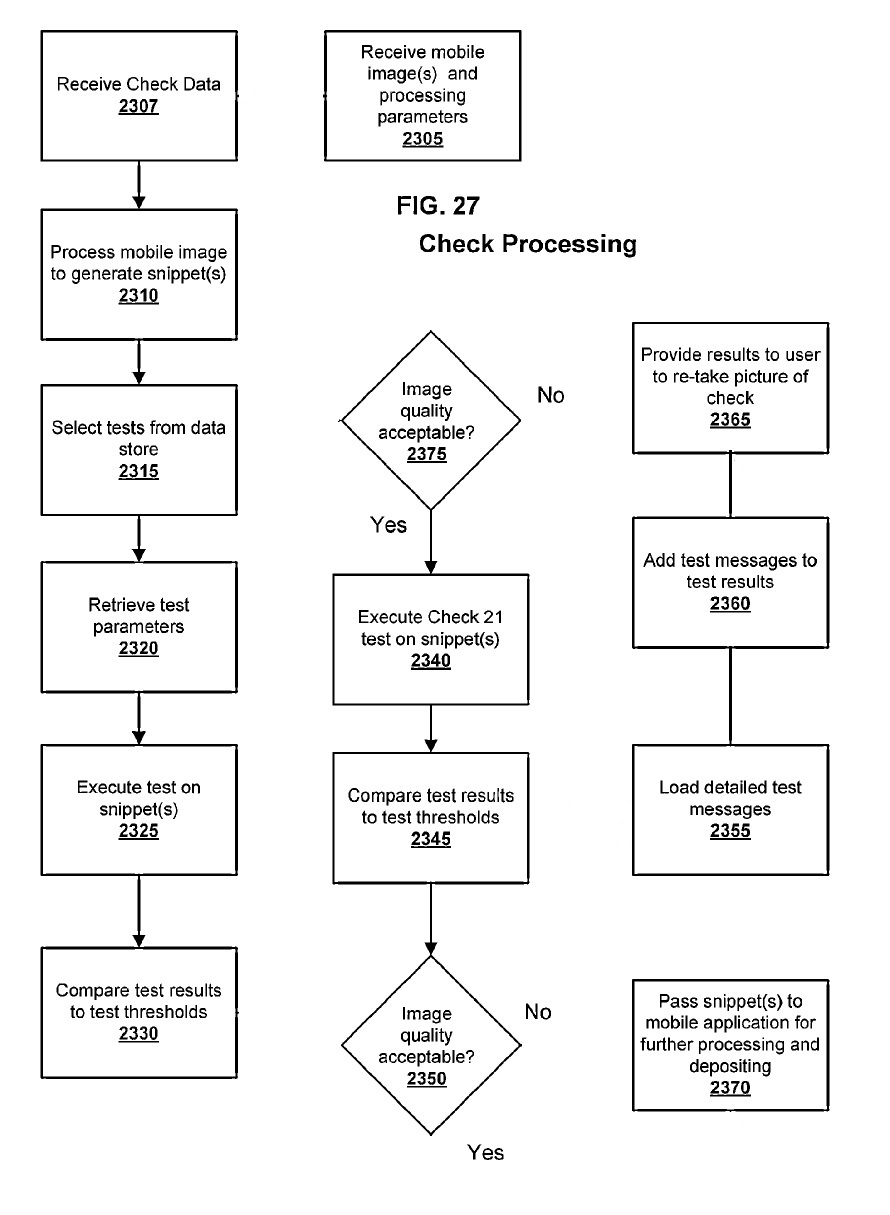 Receive Check Data
2307
Receive mobile
image(s) and
processing
parameters
2305
FIG. 27
Check Processing
Process mobile image
to generate snippet(s)
2310
Select tests from data
store
2315
Retrieve test
parameters
2320
Execute test on
snippet(s)
2325
Compare test results
to test thresholds
2330
Image
quality
acceptable?
2375
No
Yes
Execute Check 21
test on snippet(s)
2340
Compare test results
to test thresholds
2345
Image
quality
acceptable?
2350
No
Yes
Provide results to user
to re-take picture of
check
2365
Add test messages to
test results
2360
Load detailed test
messages
2355
Pass snippet(s) to
mobile application for
further processing and
depositing
2370